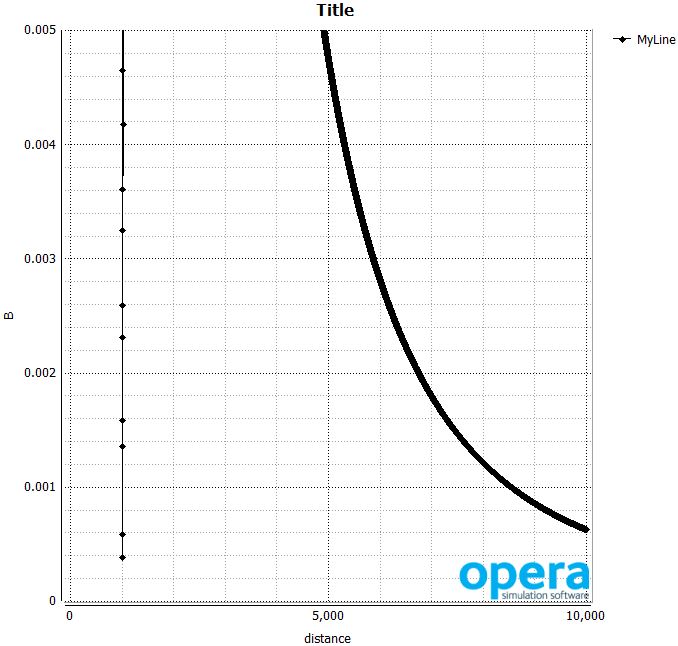 Title
MyLine
0.005
0.004
0.003
0.002
0.001
0
B
0 5,000 10,000
distance
opera
simulation software